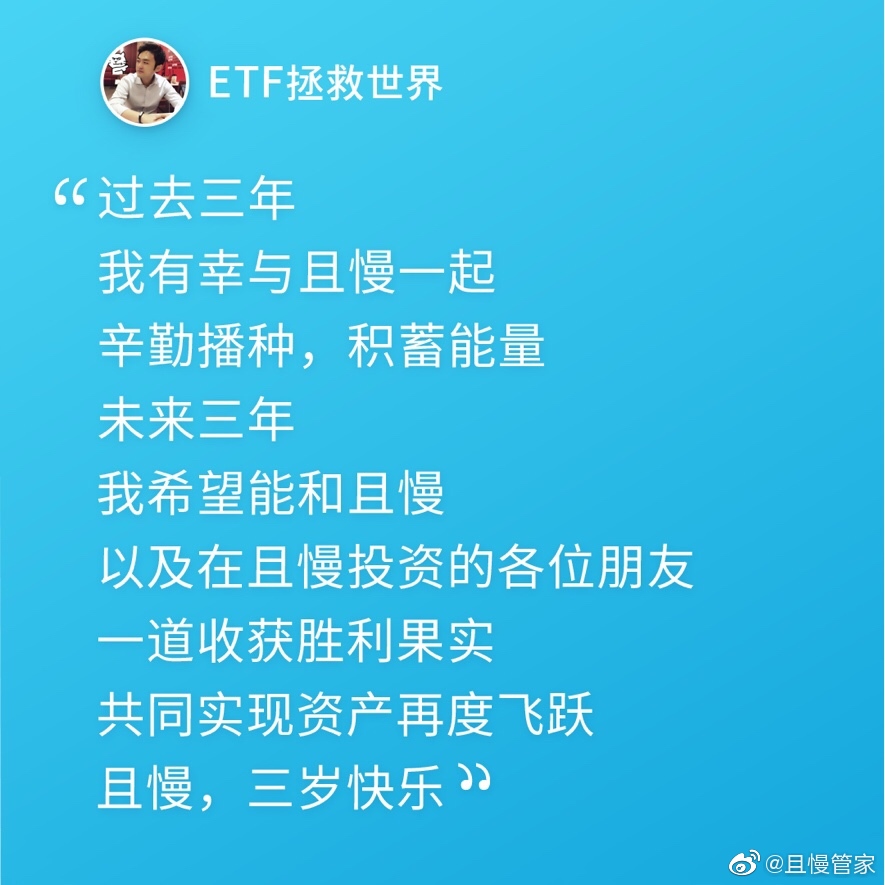 ETF拯救世界
“过去三年
我有幸与且慢一起
辛勤播种，积蓄能量
未来三年
我希望能和且慢
以及在且慢投资的各位朋友
一道收获胜利果实
共同实现资产再度飞跃
且慢，三岁快乐”
@且慢管家